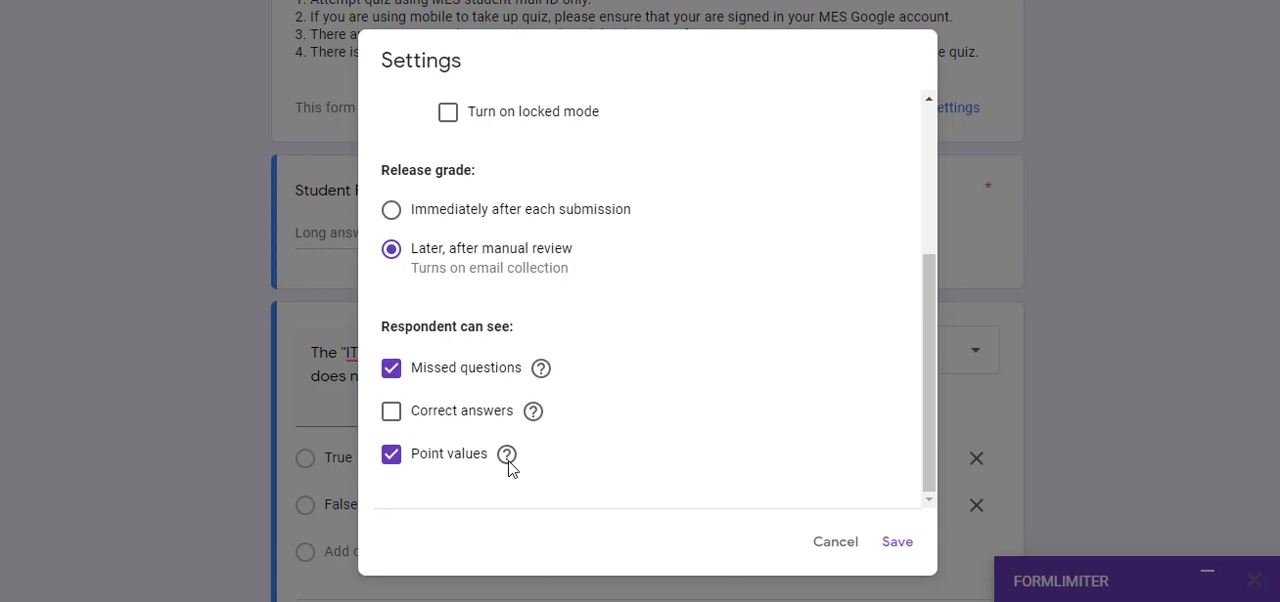 1. Attempt quiz using MES student mail ID only.
2. If you are using mobile to take up quiz, please ensure that your are signed in your MES Google account.
3. There
4. There is
e quiz.
This form
ettings
Settings
Turn on locked mode
Release grade:
Student
*
Immediately after each submission
Long answ
Later, after manual review
Turns on email collection
Respondent can see:
The "IT
does n
Missed questions ?
Correct answers ?
True
Point values ?
False
Add
Cancel Save
FORMLIMITER